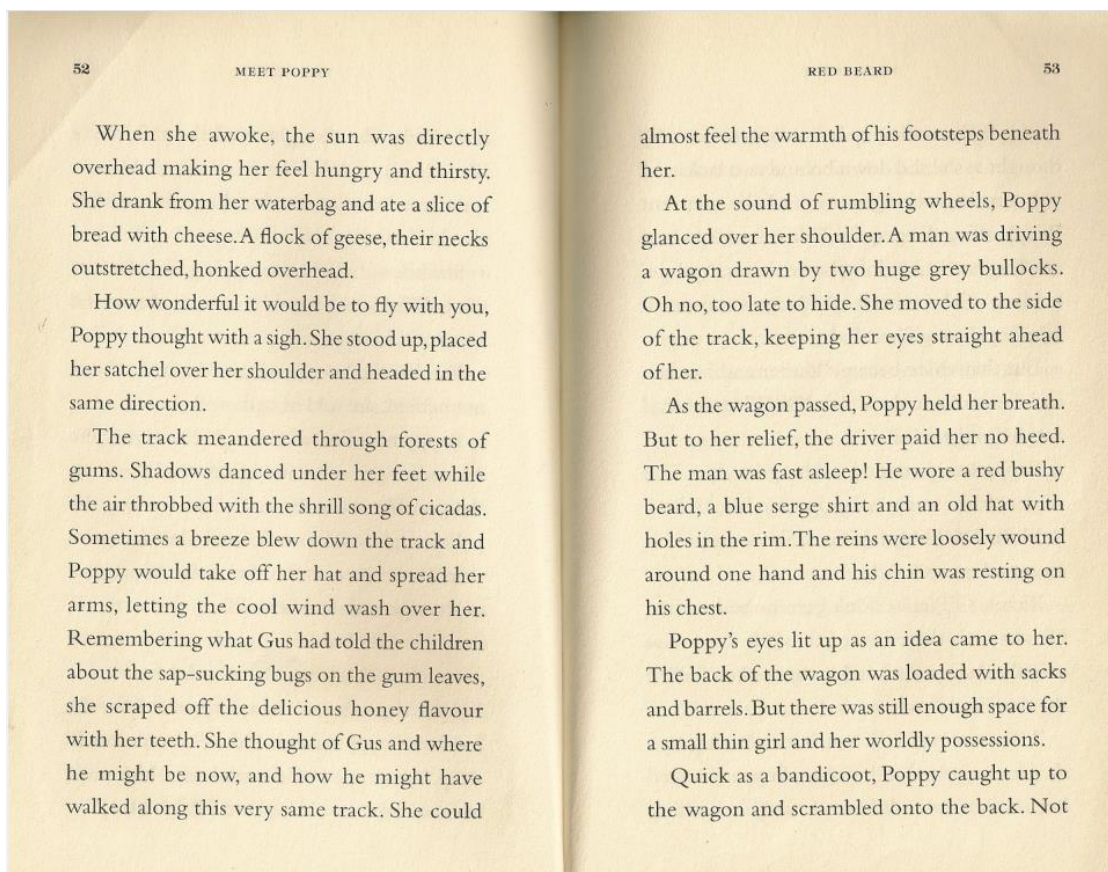 52
MEET POPPY
When she awoke, the sun was directly
overhead making her feel hungry and thirsty.
She drank from her waterbag and ate a slice of
bread with cheese. A flock of geese, their necks
outstretched, honked overhead.
How wonderful it would be to fly with you,
Poppy thought with a sigh. She stood up, placed
her satchel over her shoulder and headed in the
same direction.
The track meandered through forests of
gums. Shadows danced under her feet while
the air throbbed with the shrill song of cicadas.
Sometimes a breeze blew down the track and
Poppy would take off her hat and spread her
arms, letting the cool wind wash over her.
Remembering what Gus had told the children
about the sap-sucking bugs on the gum leaves,
she scraped off the delicious honey flavour
with her teeth. She thought of Gus and where
he might be now, and how he might have
walked along this very same track. She could
RED BEARD
53
almost feel the warmth of his footsteps beneath
her.
At the sound of rumbling wheels, Poppy
glanced over her shoulder. A man was driving
a wagon drawn by two huge grey bullocks.
Oh no, too late to hide. She moved to the side
of the track, keeping her eyes straight ahead
of her.
As the wagon passed, Poppy held her breath.
But to her relief, the driver paid her no heed.
The man was fast asleep! He wore a red bushy
beard, a blue serge shirt and an old hat with
holes in the rim. The reins were loosely wound
around one hand and his chin was resting on
his chest.
Poppy's eyes lit up as an idea came to her.
The back of the wagon was loaded with sacks
and barrels. But there was still enough space for
a small thin girl and her worldly possessions.
Quick as a bandicoot, Poppy caught up to
the wagon and scrambled onto the back. Not